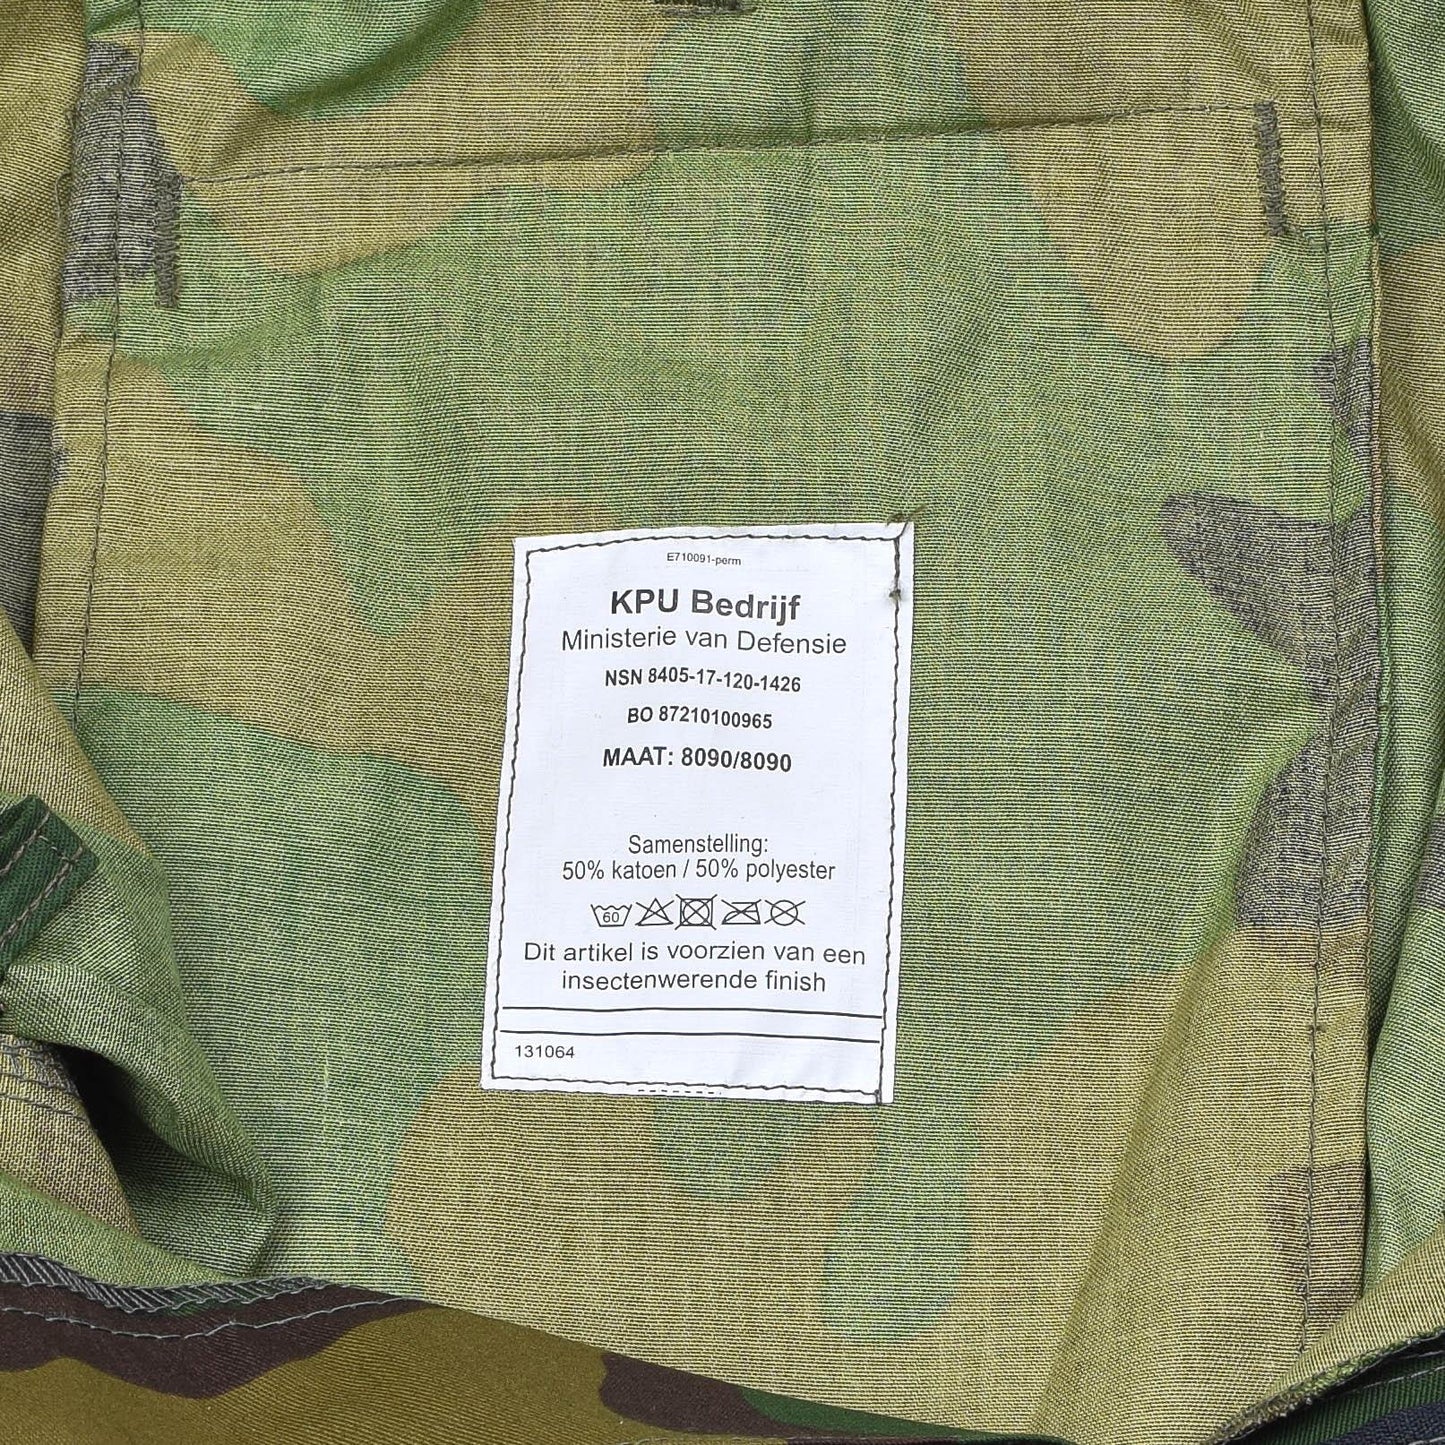 E710091-perm
KPU Bedrijf
Ministerie van Defensie
NSN 8405-17-120-1426
BO 87210100965
MAAT: 8090/8090
Samenstelling:
50% katoen / 50% polyester
60
Dit artikel is voorzien van een
insectenwerende finish
131064